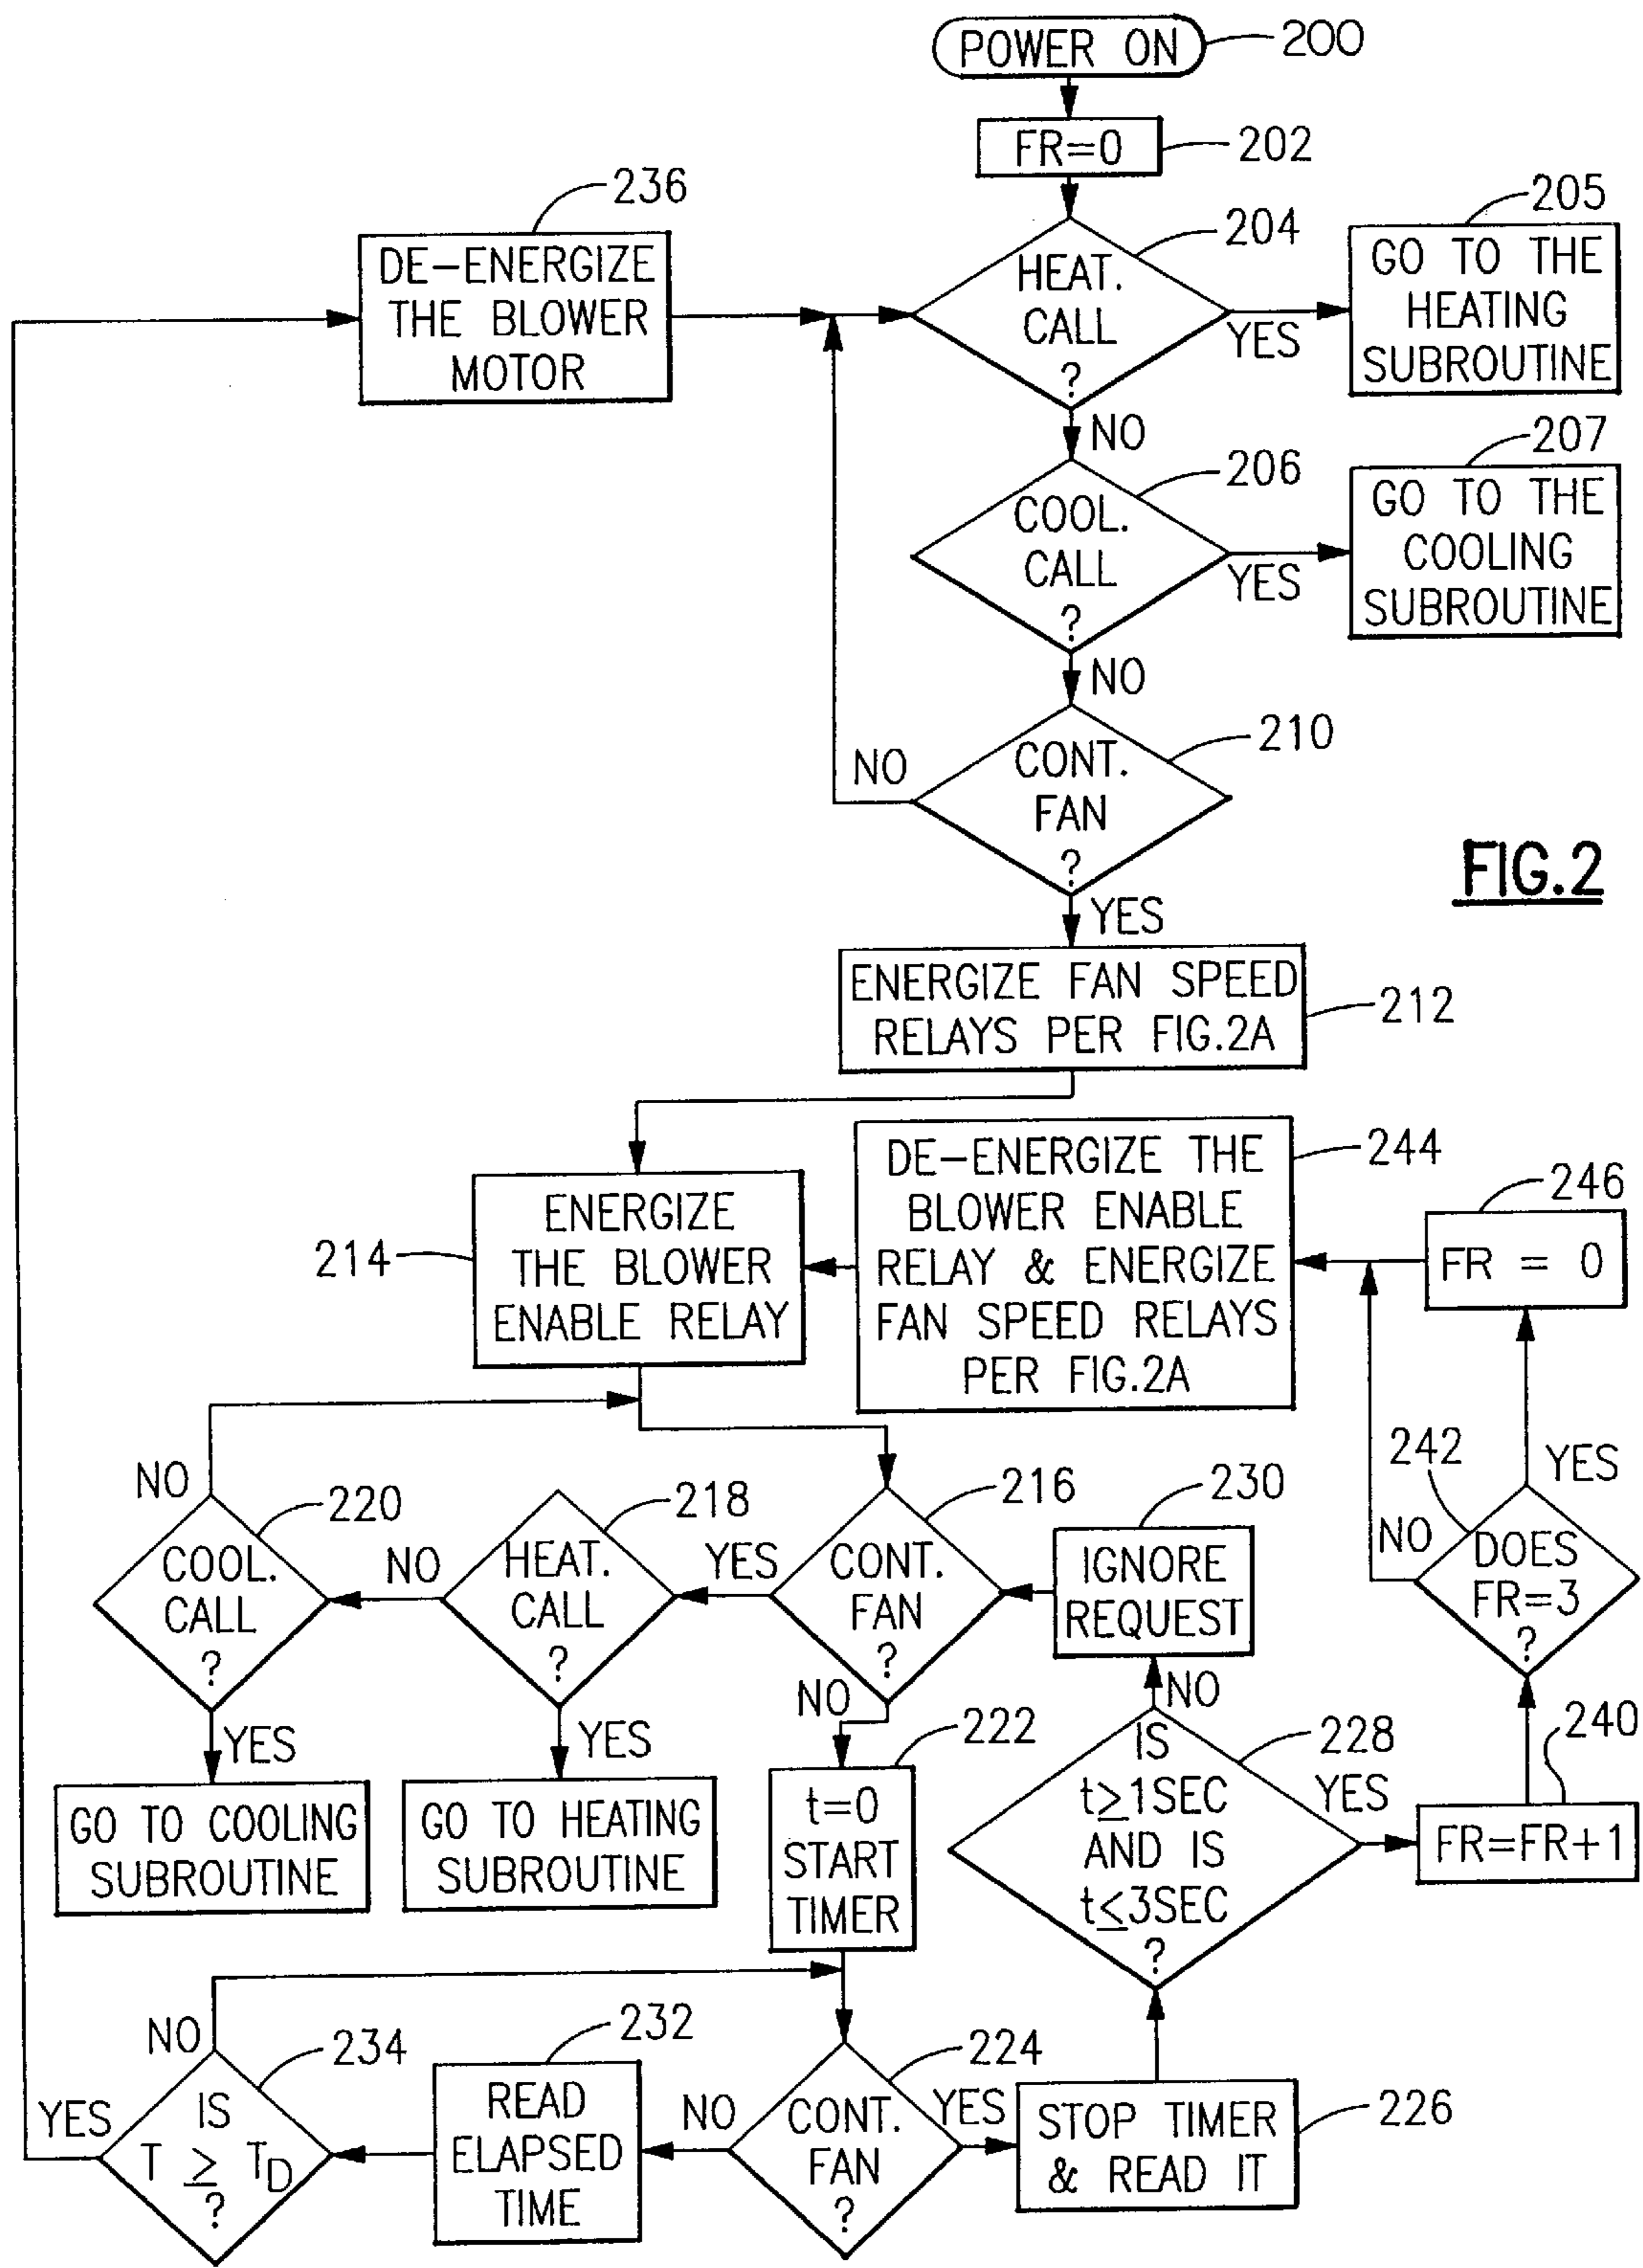 POWER ON
200
FR=0
202
236
DE-ENERGIZE
THE BLOWER
MOTOR
HEAT.
CALL
?
204
YES
205
GO TO THE
HEATING
SUBROUTINE
NO
COOL.
CALL
?
206
YES
207
GO TO THE
COOLING
SUBROUTINE
NO
CONT.
FAN
?
210
NO
YES
FIG.2
ENERGIZE FAN SPEED
RELAYS PER FIG.2A
212
214
ENERGIZE
THE BLOWER
ENABLE RELAY
DE-ENERGIZE THE
BLOWER ENABLE
RELAY & ENERGIZE
FAN SPEED RELAYS
PER FIG.2A
244
246
FR = 0
242
YES
NO
DOES
FR=3
?
NO
220
COOL.
CALL
?
NO
218
HEAT.
CALL
?
YES
216
CONT.
FAN
?
230
IGNORE
REQUEST
NO
YES
YES
NO
222
228
240
GO TO COOLING
SUBROUTINE
GO TO HEATING
SUBROUTINE
t=0
START
TIMER
IS
t≥1SEC
AND IS
t≤3SEC
?
YES
FR=FR+1
NO
234
YES
IS
T ≥ TD
?
232
READ
ELAPSED
TIME
NO
224
CONT.
FAN
?
YES
STOP TIMER
& READ IT
226